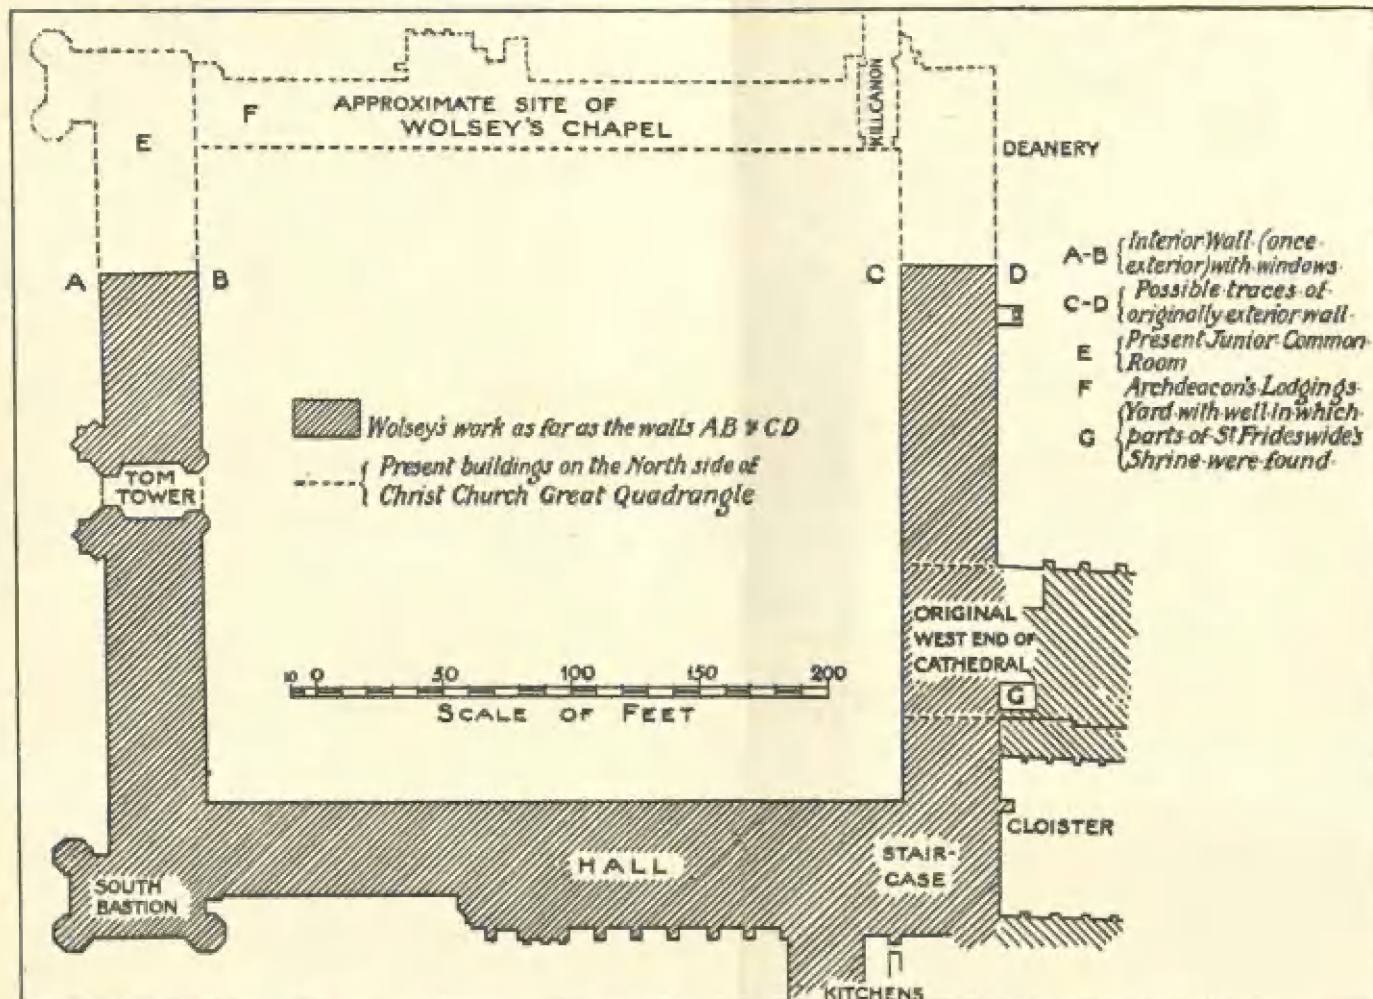 F
APPROXIMATE SITE OF
WOLSEY'S CHAPEL
KILLCANON
E
DEANERY
A
B
C
D
A-B {Interior Wall (once
exterior) with windows
C-D {Possible traces of
originally exterior wall
E {Present Junior Common
Room
F Archdeacon's Lodgings
G {Yard with well in which
parts of St Frideswide's
Shrine were found
Wolsey's work as far as the walls AB & CD
Present buildings on the North side of
Christ Church Great Quadrangle
TOM
TOWER
ORIGINAL
WEST END OF
CATHEDRAL
G
10 0 50 100 150 200
SCALE OF FEET
CLOISTER
HALL
STAIR-
CASE
SOUTH
BASTION
KITCHENS